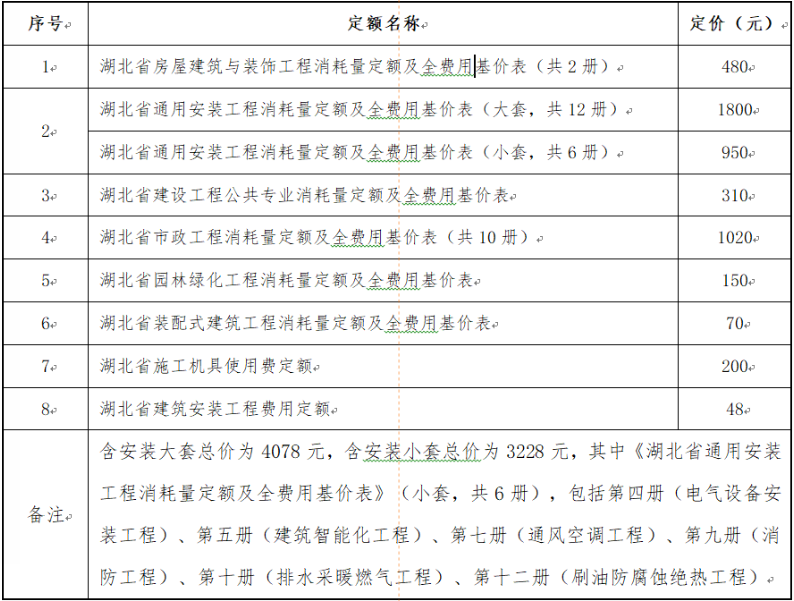 序号 定额名称 定价（元）
1 湖北省房屋建筑与装饰工程消耗量定额及全费用基价表（共 2 册） 480
2 湖北省通用安装工程消耗量定额及全费用基价表（大套，共 12 册） 1800
湖北省通用安装工程消耗量定额及全费用基价表（小套，共 6 册） 950
3 湖北省建设工程公共专业消耗量定额及全费用基价表 310
4 湖北省市政工程消耗量定额及全费用基价表（共 10 册） 1020
5 湖北省园林绿化工程消耗量定额及全费用基价表 150
6 湖北省装配式建筑工程消耗量定额及全费用基价表 70
7 湖北省施工机具使用费定额 200
8 湖北省建筑安装工程费用定额 48
备注 含安装大套总价为 4078 元，含安装小套总价为 3228 元，其中《湖北省通用安装
工程消耗量定额及全费用基价表》（小套，共 6 册），包括第四册（电气设备安
装工程）、第五册（建筑智能化工程）、第七册（通风空调工程）、第九册（消
防工程）、第十册（排水采暖燃气工程）、第十二册（刷油防腐蚀绝热工程）